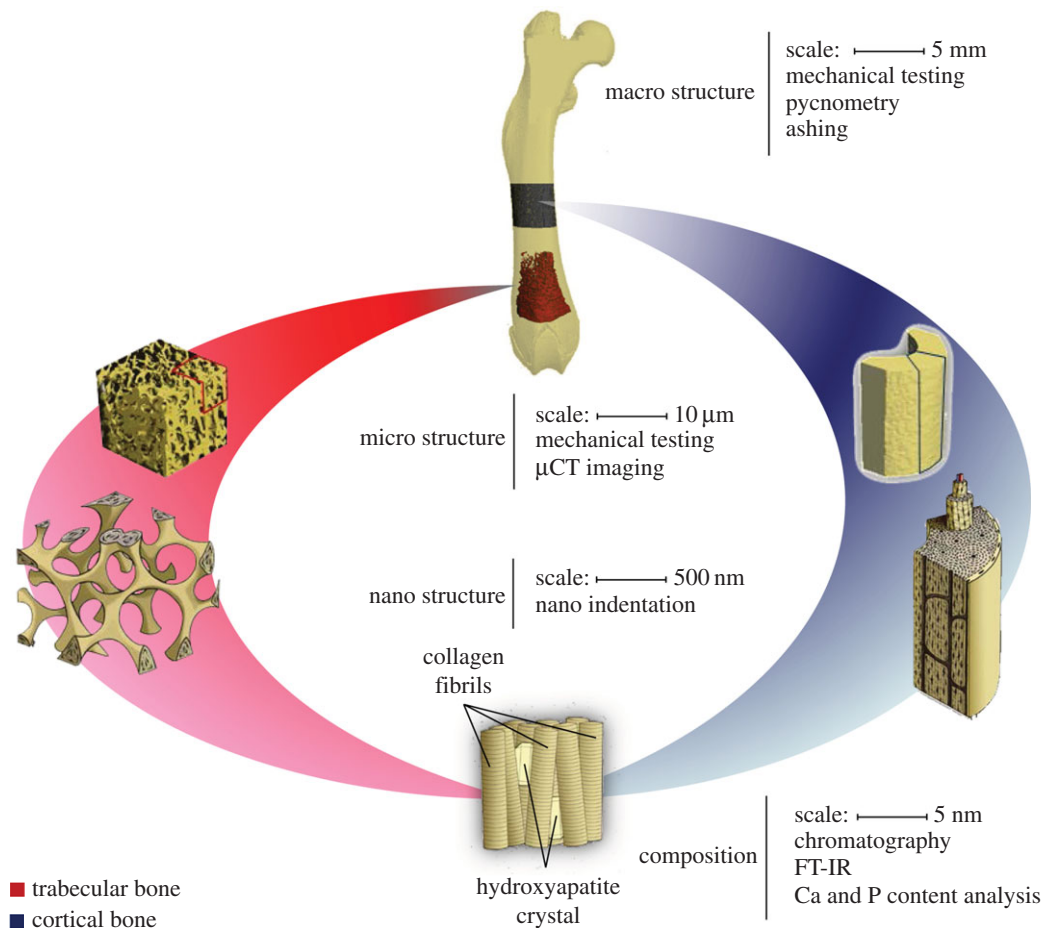 scale: 5 mm
macro structure
mechanical testing
pycnometry
ashing
scale: 10 μm
micro structure
mechanical testing
μCT imaging
scale: 500 nm
nano structure
nano indentation
collagen
fibrils
scale: 5 nm
chromatography
composition
FT-IR
Ca and P content analysis
hydroxyapatite
crystal
trabecular bone
cortical bone